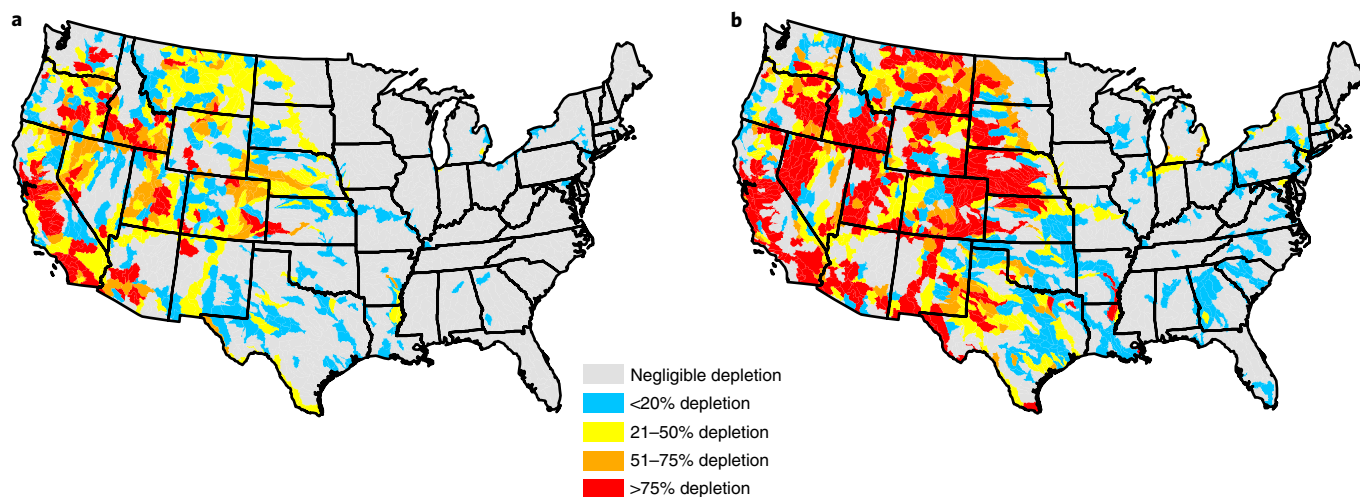 a
b
Negligible depletion
<20% depletion
21–50% depletion
51–75% depletion
>75% depletion